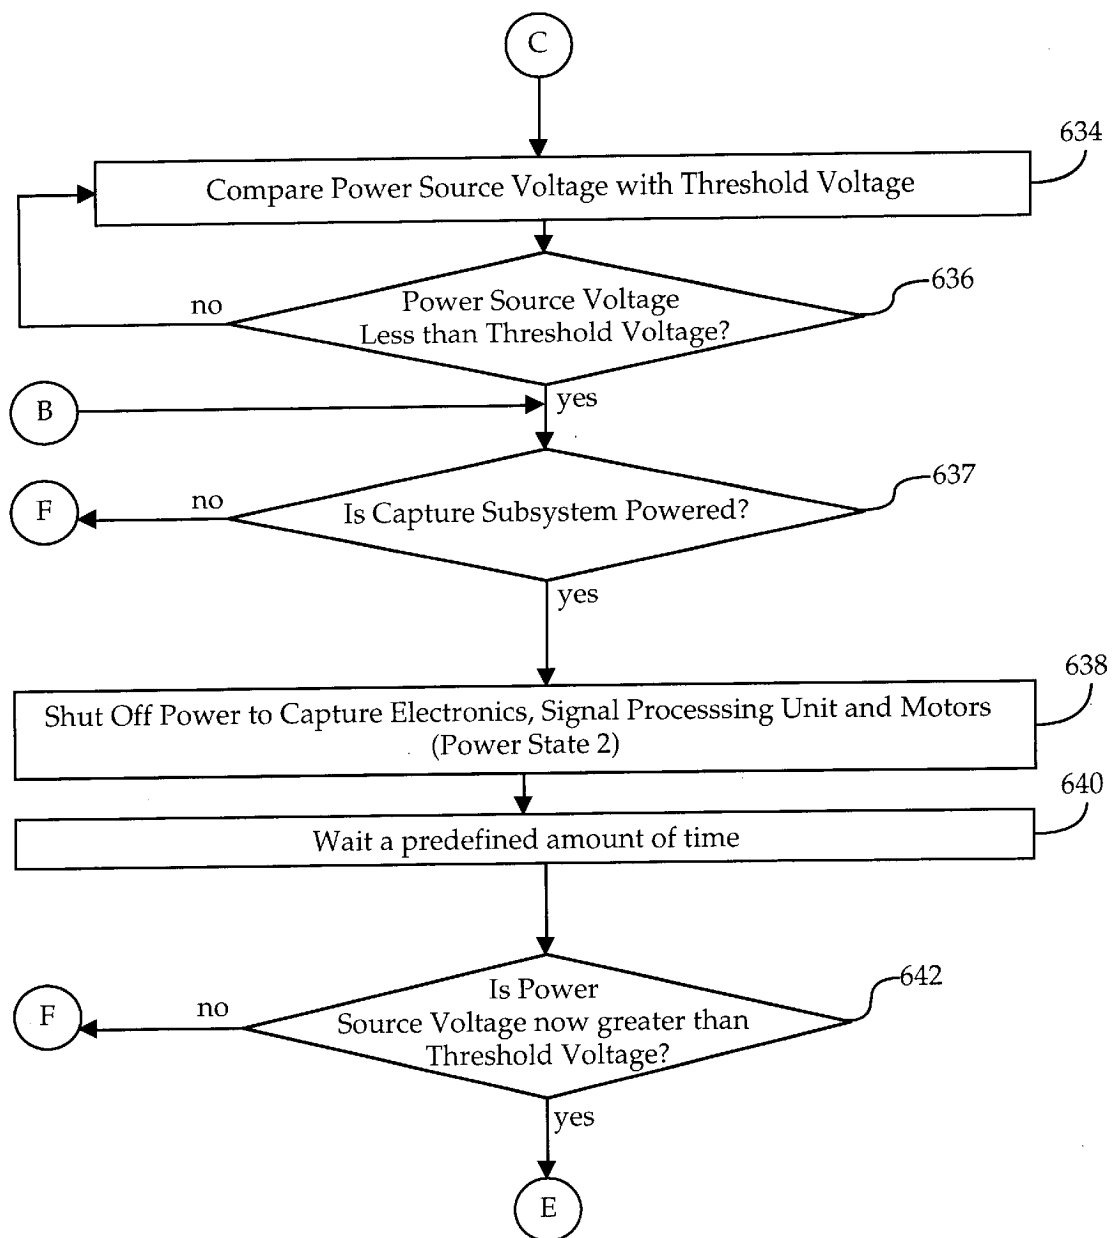 C
634
Compare Power Source Voltage with Threshold Voltage
636
no
Power Source Voltage
Less than Threshold Voltage?
B
yes
637
F
no
Is Capture Subsystem Powered?
yes
638
Shut Off Power to Capture Electronics, Signal Processsing Unit and Motors
(Power State 2)
640
Wait a predefined amount of time
642
F
no
Is Power
Source Voltage now greater than
Threshold Voltage?
yes
E